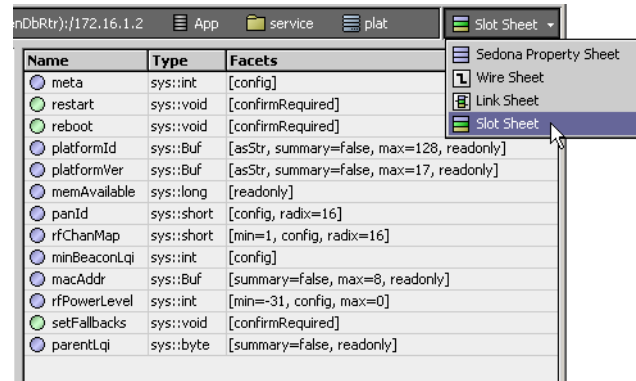 enDbRtr):/172.16.1.2 App service plat Slot Sheet
Sedona Property Sheet
Wire Sheet
Link Sheet
Slot Sheet
Name Type Facets
meta sys::int [config]
restart sys::void [confirmRequired]
reboot sys::void [confirmRequired]
platformId sys::Buf [asStr, summary=false, max=128, readonly]
platformVer sys::Buf [asStr, summary=false, max=17, readonly]
memAvailable sys::long [readonly]
panId sys::short [config, radix=16]
rfChanMap sys::short [min=1, config, radix=16]
minBeaconLqi sys::int [config]
macAddr sys::Buf [summary=false, max=8, readonly]
rfPowerLevel sys::int [min=-31, config, max=0]
setFallbacks sys::void [confirmRequired]
parentLqi sys::byte [summary=false, readonly]